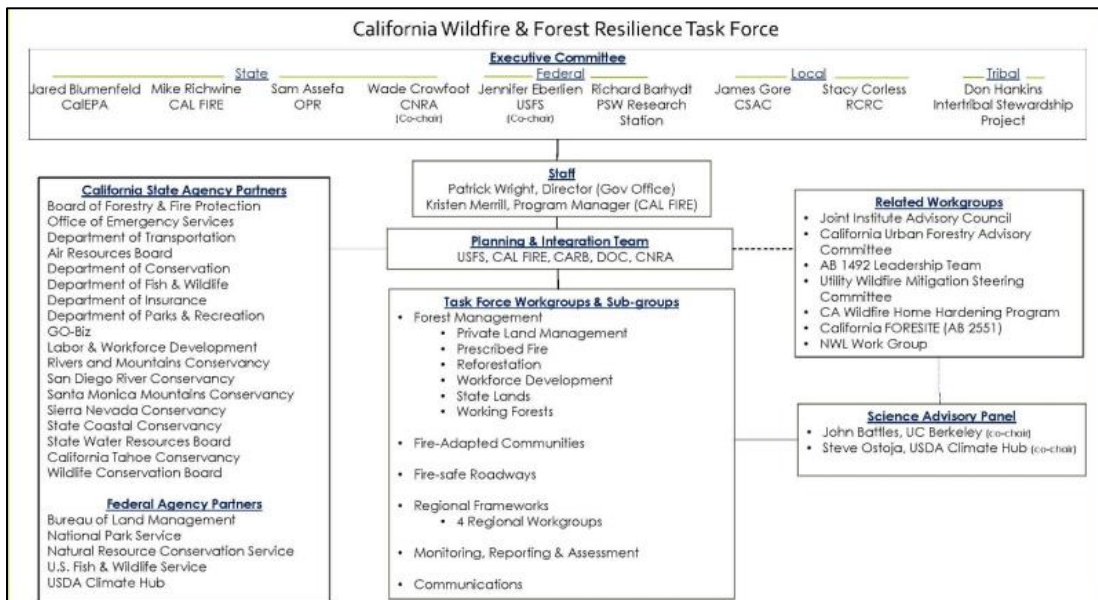 California Wildfire & Forest Resilience Task Force
Executive Committee
State
Federal
Local
Tribal
Jared Blumenfeld
CalEPA
Mike Richwine
CAL FIRE
Sam Assefa
OPR
Wade Crowfoot
CNRA
(Co-chair)
Jennifer Eberlien
USFS
(Co-chair)
Richard Barhydt
PSW Research
Station
James Gore
CSAC
Stacy Corless
RCRC
Don Hankins
Intertribal Stewardship
Project
Staff
Patrick Wright, Director (Gov Office)
Kristen Merrill, Program Manager (CAL FIRE)
Planning & Integration Team
USFS, CAL FIRE, CARB, DOC, CNRA
California State Agency Partners
Board of Forestry & Fire Protection
Office of Emergency Services
Department of Transportation
Air Resources Board
Department of Conservation
Department of Fish & Wildlife
Department of Insurance
Department of Parks & Recreation
GO-Biz
Labor & Workforce Development
Rivers and Mountains Conservancy
San Diego River Conservancy
Santa Monica Mountains Conservancy
Sierra Nevada Conservancy
State Coastal Conservancy
State Water Resources Board
California Tahoe Conservancy
Wildlife Conservation Board
Federal Agency Partners
Bureau of Land Management
National Park Service
Natural Resource Conservation Service
U.S. Fish & Wildlife Service
USDA Climate Hub
Task Force Workgroups & Sub-groups
• Forest Management
• Private Land Management
• Prescribed Fire
• Reforestation
• Workforce Development
• State Lands
• Working Forests
• Fire-Adapted Communities
• Fire-safe Roadways
• Regional Frameworks
• 4 Regional Workgroups
• Monitoring, Reporting & Assessment
• Communications
Related Workgroups
• Joint Institute Advisory Council
• California Urban Forestry Advisory
Committee
• AB 1492 Leadership Team
• Utility Wildfire Mitigation Steering
Committee
• CA Wildfire Home Hardening Program
• California FORESITE (AB 2551)
• NWL Work Group
Science Advisory Panel
• John Battles, UC Berkeley (co-chair)
• Steve Ostoja, USDA Climate Hub (co-chair)